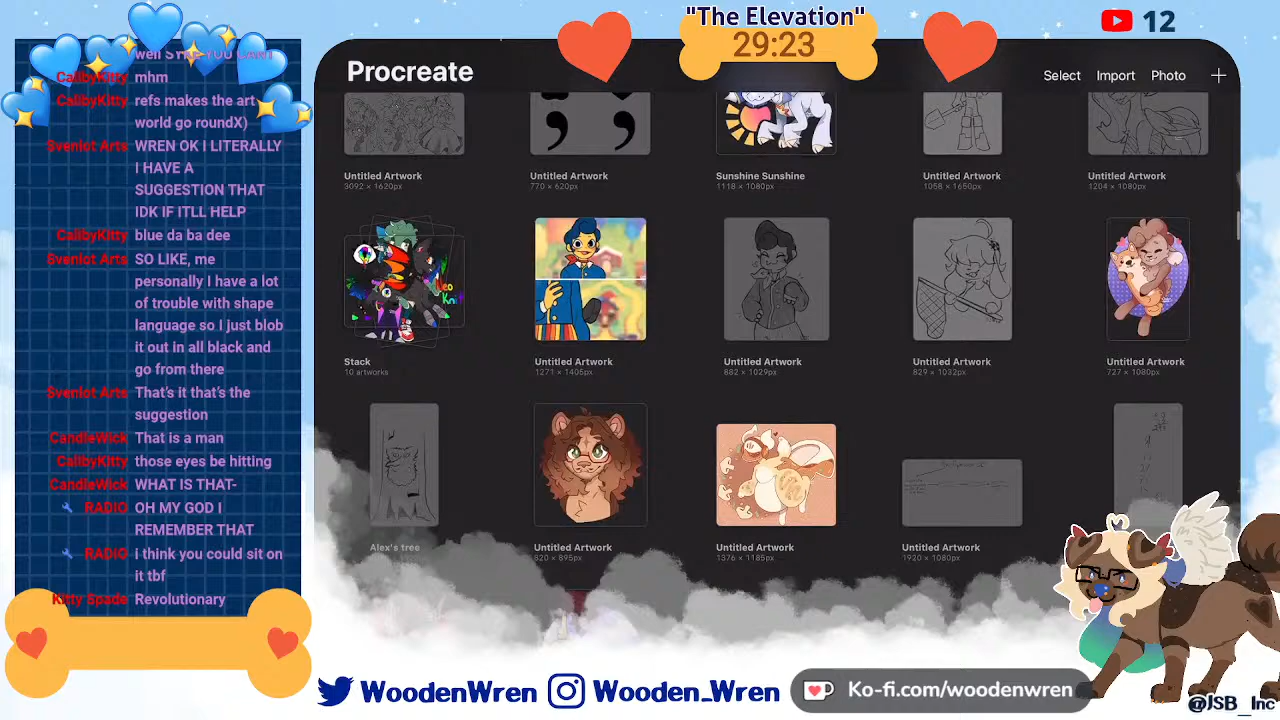 "The Elevation"
29:23
12
Procreate
Select Import Photo
CalibyKitty mhm
CalibyKitty refs makes the art
world go roundX)
Sveniot Arts WREN OK I LITERALLY
I HAVE A
SUGGESTION THAT
IDK IF ITLL HELP
CalibyKitty blue da ba dee
Sveniot Arts SO LIKE, me
personally I have a lot
of trouble with shape
language so I just blob
it out in all black and
go from there
Sveniot Arts That's it that's the
suggestion
CandleWick That is a man
CalibyKitty those eyes be hitting
CandleWick WHAT IS THAT-
RADIO OH MY GOD I
REMEMBER THAT
RADIO i think you could sit on
it tbf
Kitty Spade Revolutionary
Untitled Artwork
3092 × 1620px
Untitled Artwork
770 × 620px
Sunshine Sunshine
1118 × 1080px
Untitled Artwork
1058 × 1650px
Untitled Artwork
1204 × 1080px
Stack
10 artworks
Untitled Artwork
1271 × 1405px
Untitled Artwork
882 × 1029px
Untitled Artwork
829 × 1032px
Untitled Artwork
727 × 1080px
Alex's tree
Untitled Artwork
820 × 895px
Untitled Artwork
1376 × 1185px
Untitled Artwork
1920 × 1080px
WoodenWren
Wooden_Wren
Ko-fi.com/woodenwren
@JSB_Inc